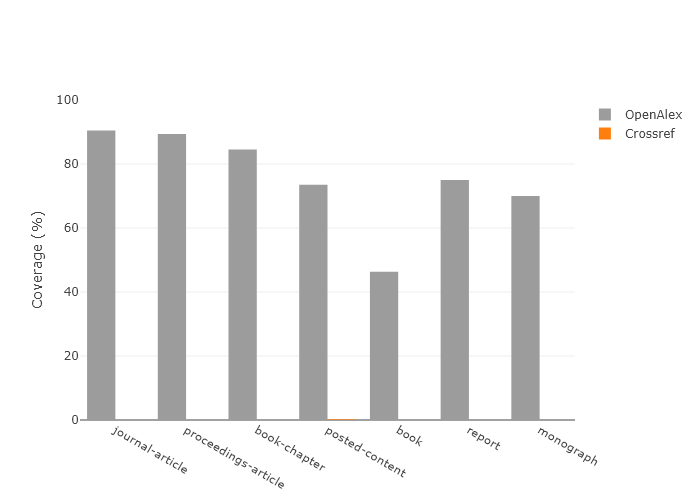 100
80
60
40
20
0
Coverage (%)
journal-article
proceedings-article
book-chapter
posted-content
book
report
monograph
OpenAlex
Crossref